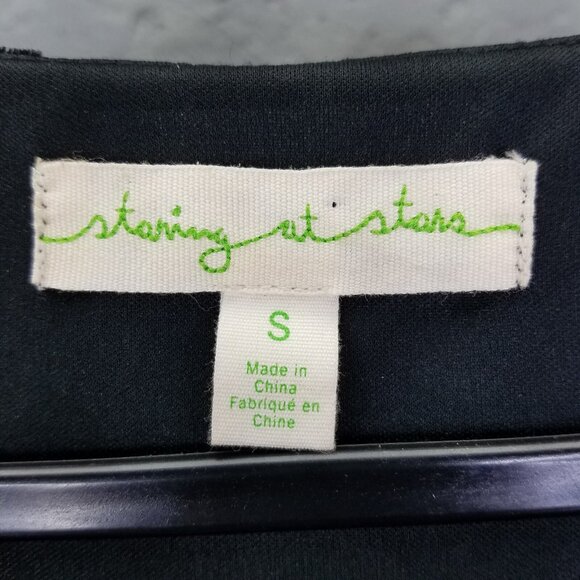 staring at stars
S
Made in
China
Fabriqué en
Chine